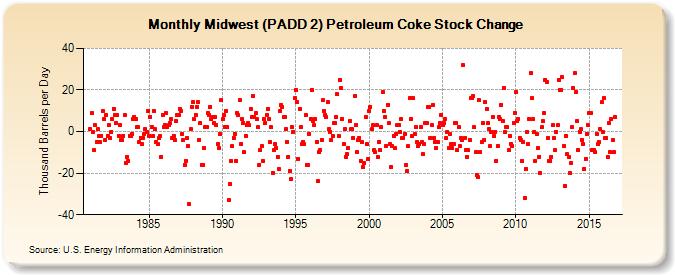 Monthly Midwest (PADD 2) Petroleum Coke Stock Change
Thousand Barrels per Day
40
20
0
-20
-40
1985 1990 1995 2000 2005 2010 2015
Source: U.S. Energy Information Administration